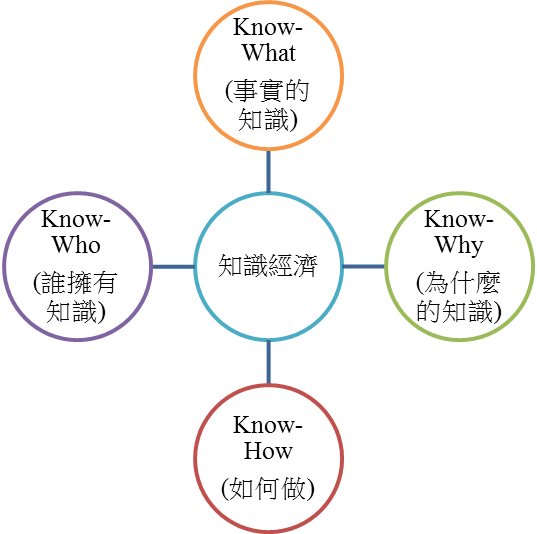 Know-
What
(事實的
知識)
Know-
Who
(誰擁有
知識)
知識經濟
Know-
Why
(為什麼
的知識)
Know-
How
(如何做)